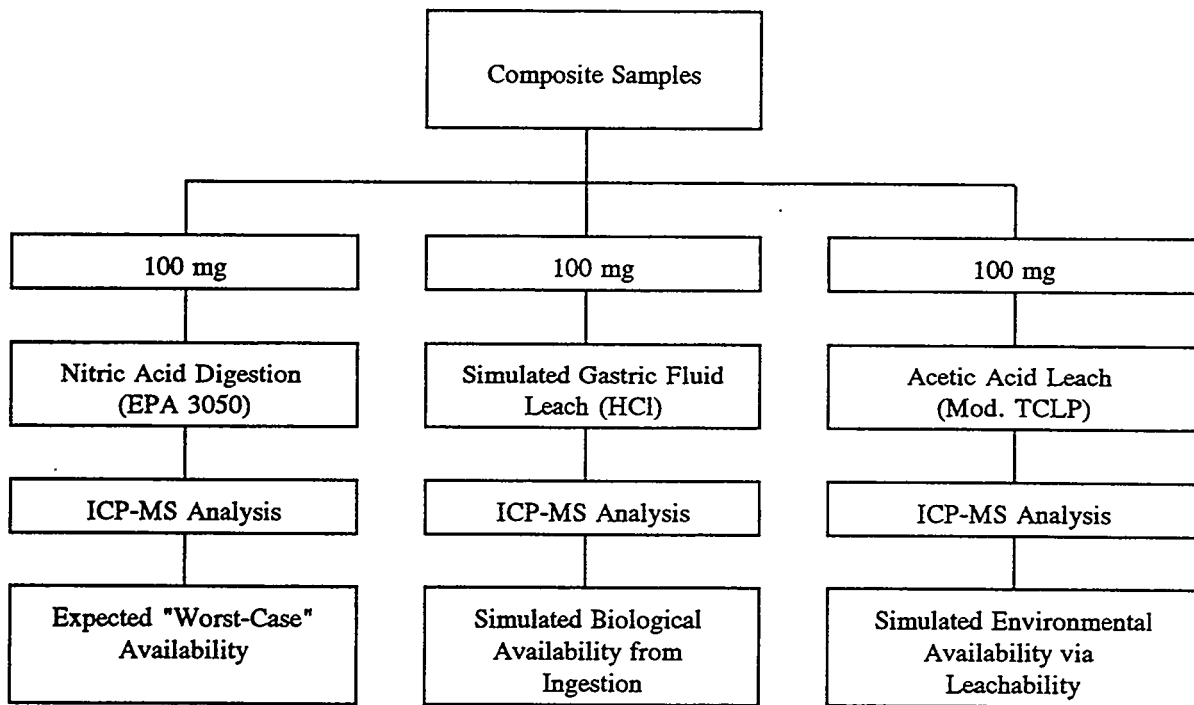 Composite Samples
100 mg
100 mg
100 mg
Nitric Acid Digestion
(EPA 3050)
Simulated Gastric Fluid
Leach (HCl)
Acetic Acid Leach
(Mod. TCLP)
ICP-MS Analysis
ICP-MS Analysis
ICP-MS Analysis
Expected "Worst-Case"
Availability
Simulated Biological
Availability from
Ingestion
Simulated Environmental
Availability via
Leachability